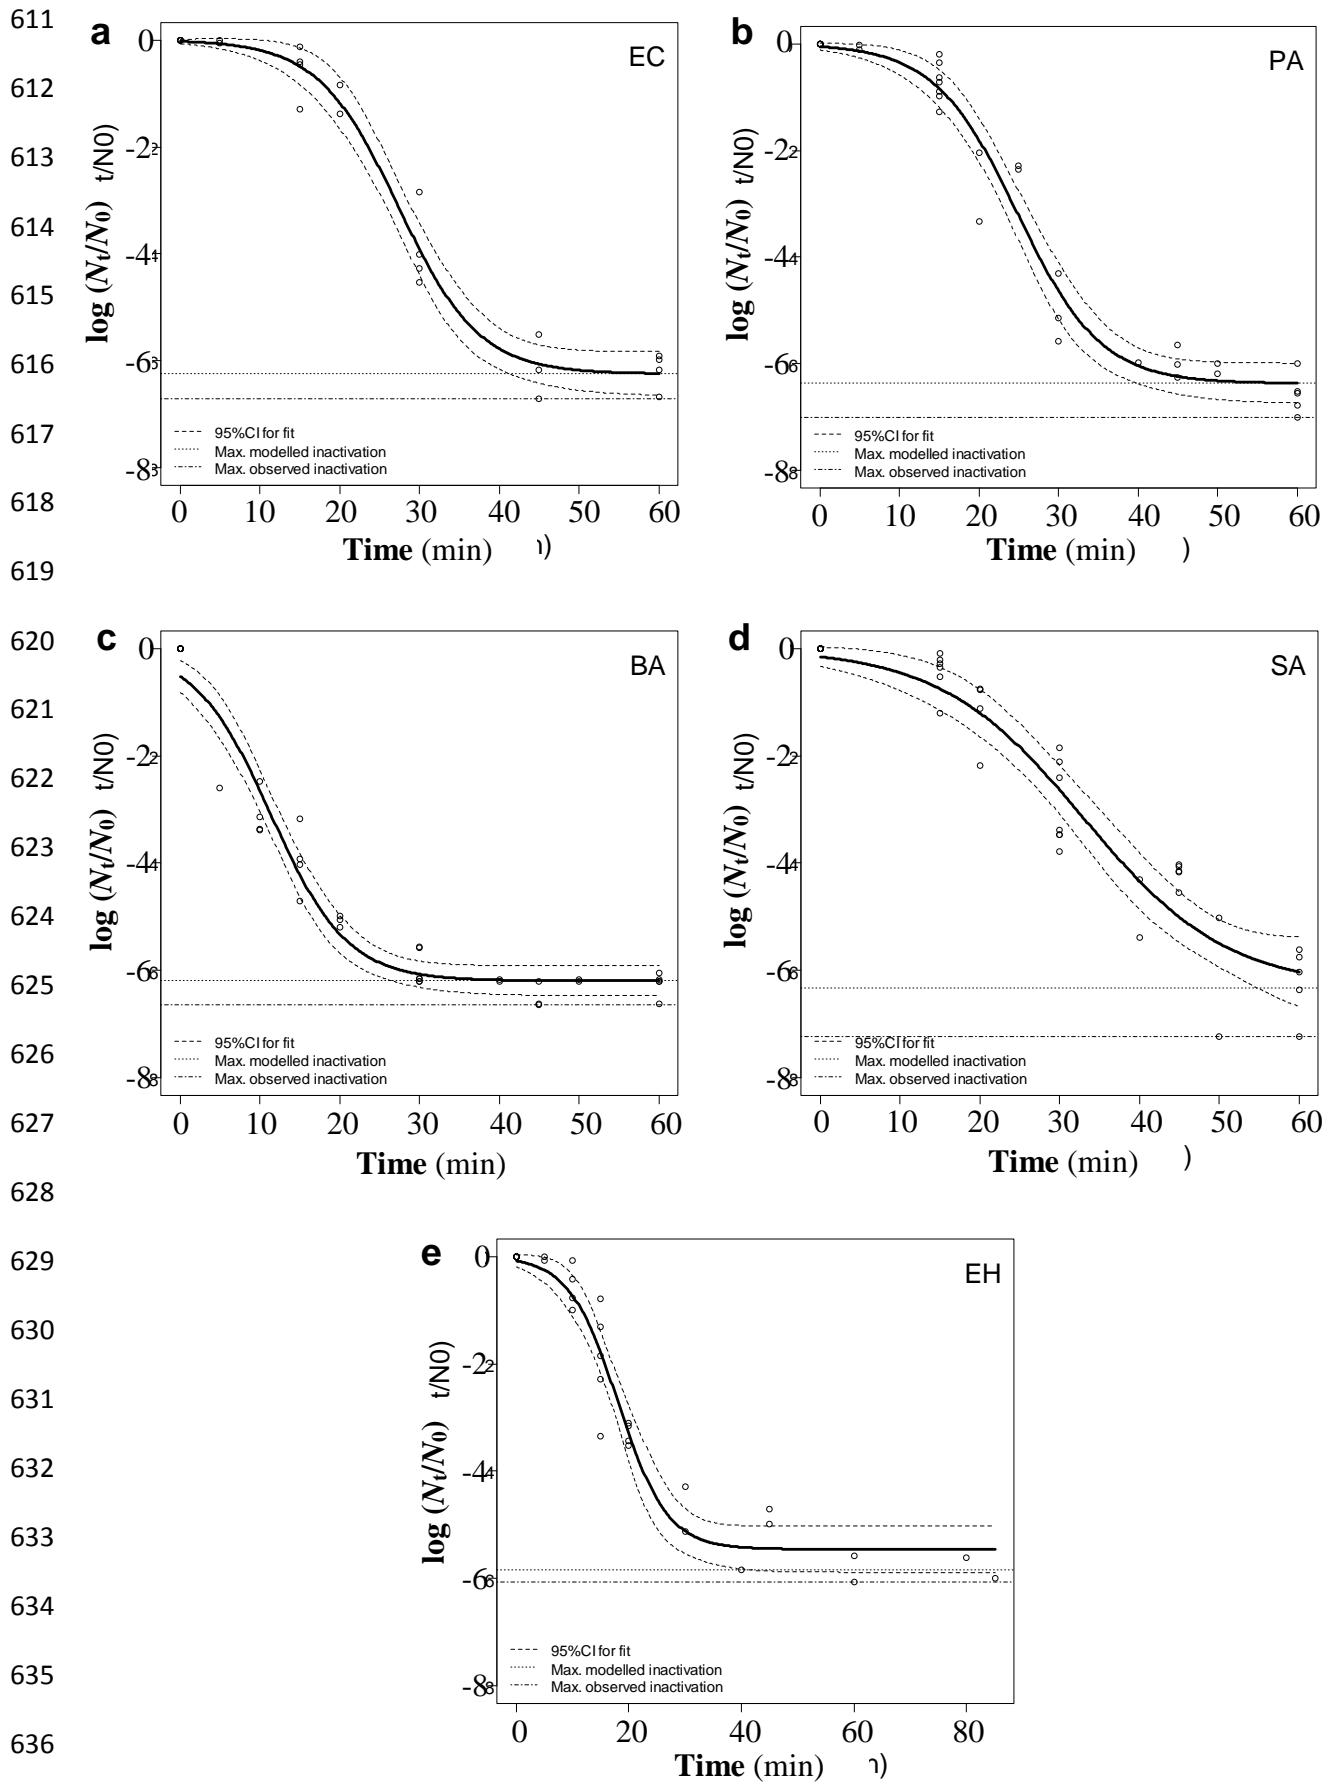 611
612
613
614
615
616
617
618
619
620
621
622
623
624
625
626
627
628
629
630
631
632
633
634
635
636
a
EC
0
-2
-4
-6
-8
log (Nt/N0) t/N0)
95%CI for fit
Max. modelled inactivation
Max. observed inactivation
0 10 20 30 40 50 60
Time (min)
b
PA
0
-2
-4
-6
-8
log (Nt/N0) t/N0)
95%CI for fit
Max. modelled inactivation
Max. observed inactivation
0 10 20 30 40 50 60
Time (min) )
c
BA
0
-2
-4
-6
-8
log (Nt/N0) t/N0)
95%CI for fit
Max. modelled inactivation
Max. observed inactivation
0 10 20 30 40 50 60
Time (min)
d
SA
0
-2
-4
-6
-8
log (Nt/N0) t/N0)
95%CI for fit
Max. modelled inactivation
Max. observed inactivation
0 10 20 30 40 50 60
Time (min) )
e
EH
0
-2
-4
-6
-8
log (Nt/N0) t/N0)
95%CI for fit
Max. modelled inactivation
Max. observed inactivation
0 20 40 60 80
Time (min)